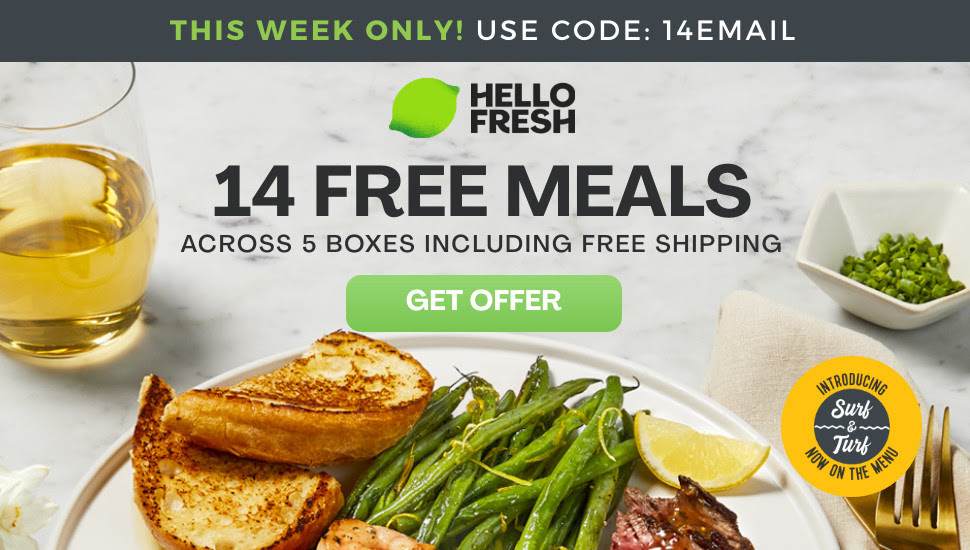 THIS WEEK ONLY! USE CODE: 14EMAIL
HELLO
FRESH
14 FREE MEALS
ACROSS 5 BOXES INCLUDING FREE SHIPPING
GET OFFER
INTRODUCING
Surf
&
Turf
NOW ON THE MENU